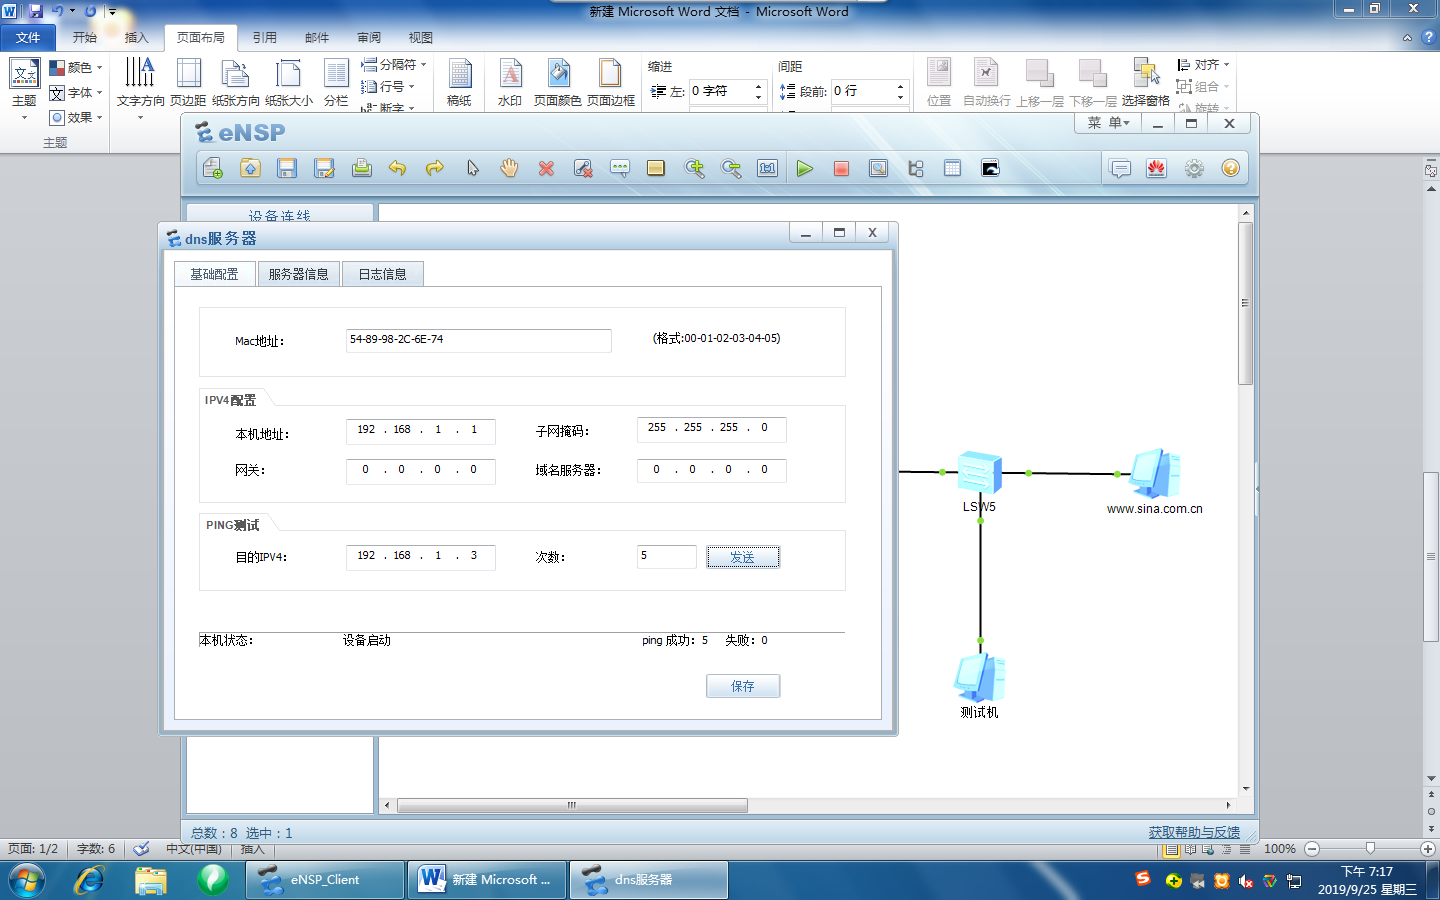 新建 Microsoft Word 文档 - Microsoft Word
文件 开始 插入 页面布局 引用 邮件 审阅 视图
主题 颜色 字体 效果
文字方向 页边距 纸张方向 纸张大小 分栏
分隔符
行号
断字
稿纸 水印 页面颜色 页面边框
缩进 间距
左: 0 字符 段前: 0 行
位置 自动换行 上移一层 下移一层 选择窗格
对齐
组合
旋转
主题
eNSP
菜 单
1:1
设备连线
dns服务器
基础配置 服务器信息 日志信息
Mac地址: 54-89-98-2C-6E-74 (格式:00-01-02-03-04-05)
IPV4配置
本机地址: 192 . 168 . 1 . 1 子网掩码: 255 . 255 . 255 . 0
网关: 0 . 0 . 0 . 0 域名服务器: 0 . 0 . 0 . 0
PING测试
目的IPV4: 192 . 168 . 1 . 3 次数: 5 发送
本机状态: 设备启动 ping 成功: 5 失败: 0
保存
LSW5
www.sina.com.cn
测试机
总数 : 8 选中 : 1 获取帮助与反馈
页面: 1/2 字数: 6 中文(中国) 插入 100%
eNSP_Client 新建 Microsoft ... dns服务器
下午 7:17
2019/9/25 星期三